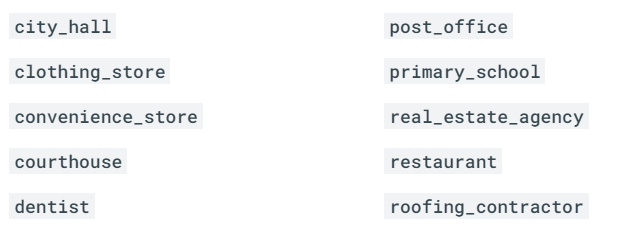 city_hall
clothing_store
convenience_store
courthouse
dentist
post_office
primary_school
real_estate_agency
restaurant
roofing_contractor